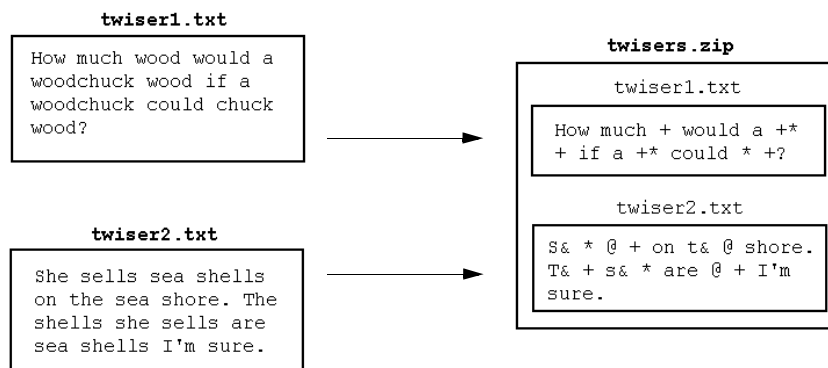 twiser1.txt
How much wood would a
woodchuck wood if a
woodchuck could chuck
wood?
twiser2.txt
She sells sea shells
on the sea shore. The
shells she sells are
sea shells I'm sure.
twisers.zip
twiser1.txt
How much + would a +*
+ if a +* could * +?
twiser2.txt
S& * @ + on t& @ shore.
T& + s& * are @ + I'm
sure.